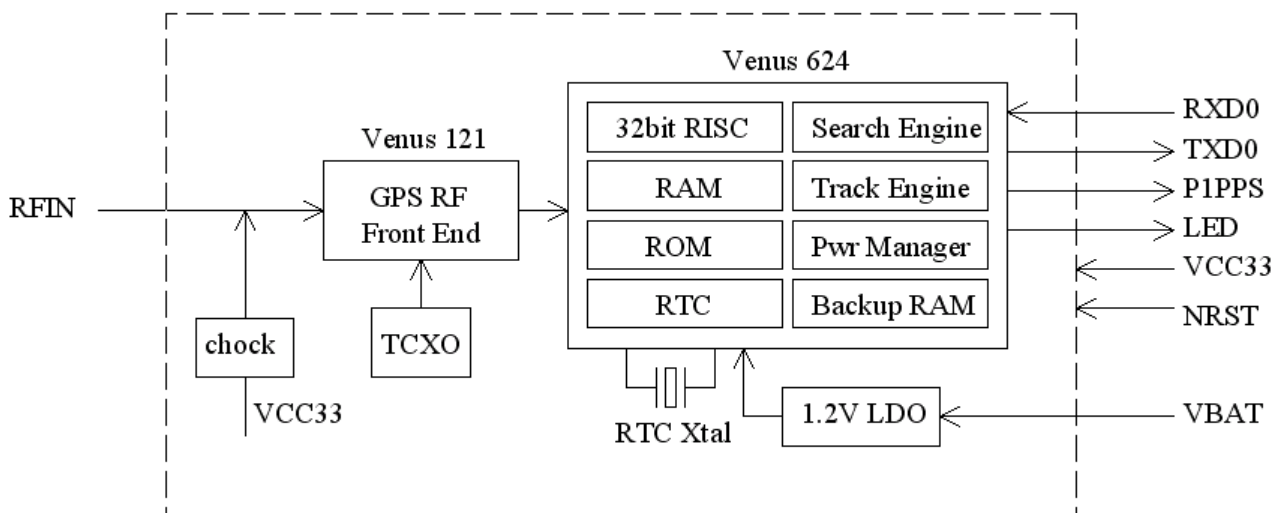 Venus 624
32bit RISC
Search Engine
RXD0
Venus 121
TXD0
RAM
Track Engine
P1PPS
RFIN
GPS RF
Front End
LED
ROM
Pwr Manager
VCC33
RTC
Backup RAM
NRST
chock
TCXO
VCC33
RTC Xtal
1.2V LDO
VBAT